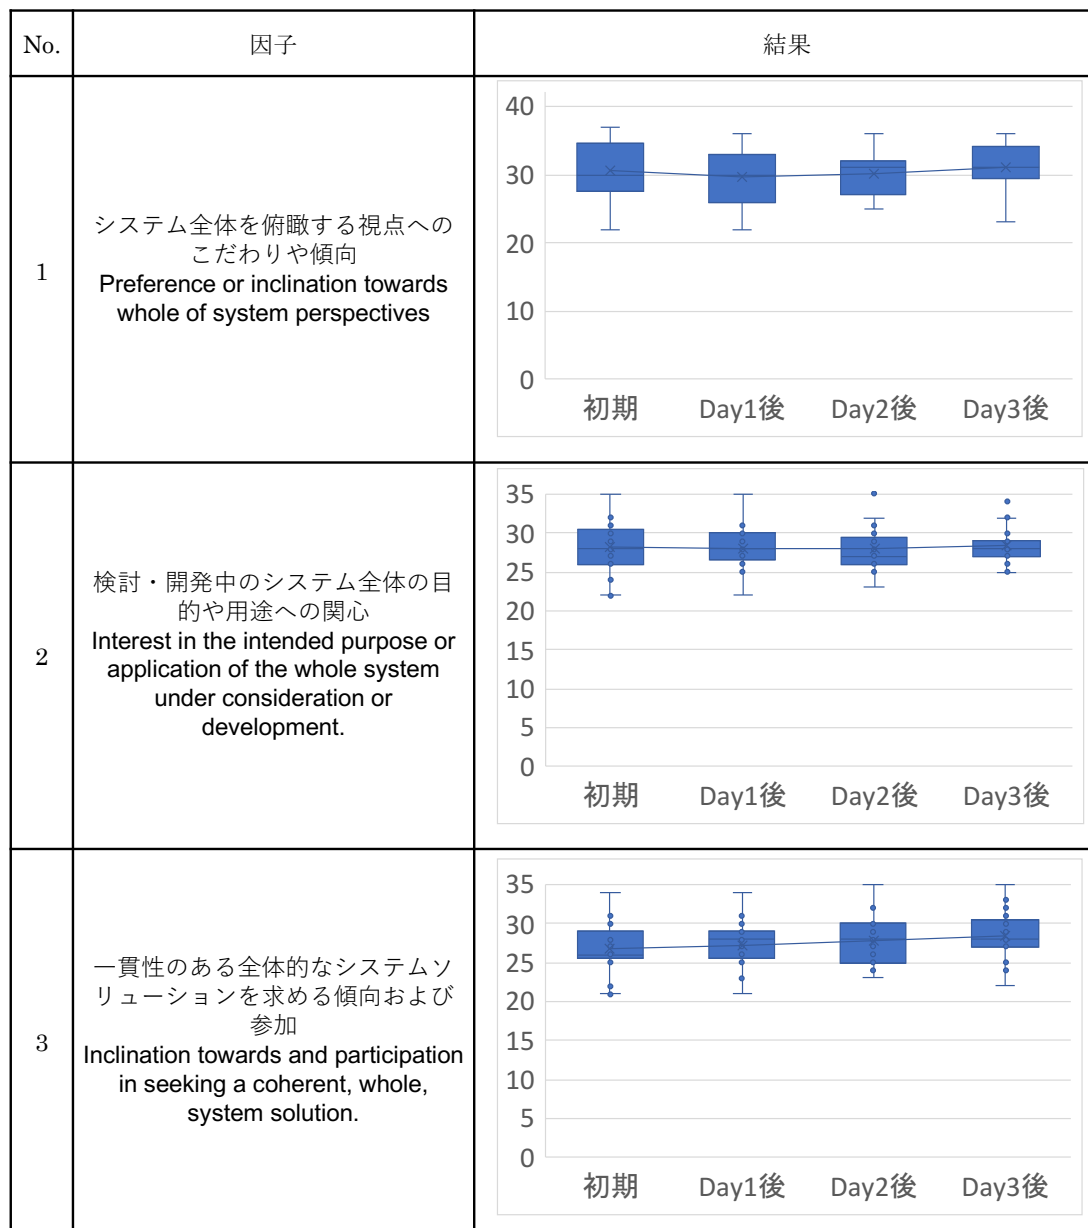 No.
因子
結果
1
システム全体を俯瞰する視点への
こだわりや傾向
Preference or inclination towards
whole of system perspectives
40
30
20
10
0
初期 Day1後 Day2後 Day3後
2
検討・開発中のシステム全体の目
的や用途への関心
Interest in the intended purpose or
application of the whole system
under consideration or
development.
35
30
25
20
15
10
5
0
初期 Day1後 Day2後 Day3後
3
一貫性のある全体的なシステムソ
リューションを求める傾向および
参加
Inclination towards and participation
in seeking a coherent, whole,
system solution.
35
30
25
20
15
10
5
0
初期 Day1後 Day2後 Day3後